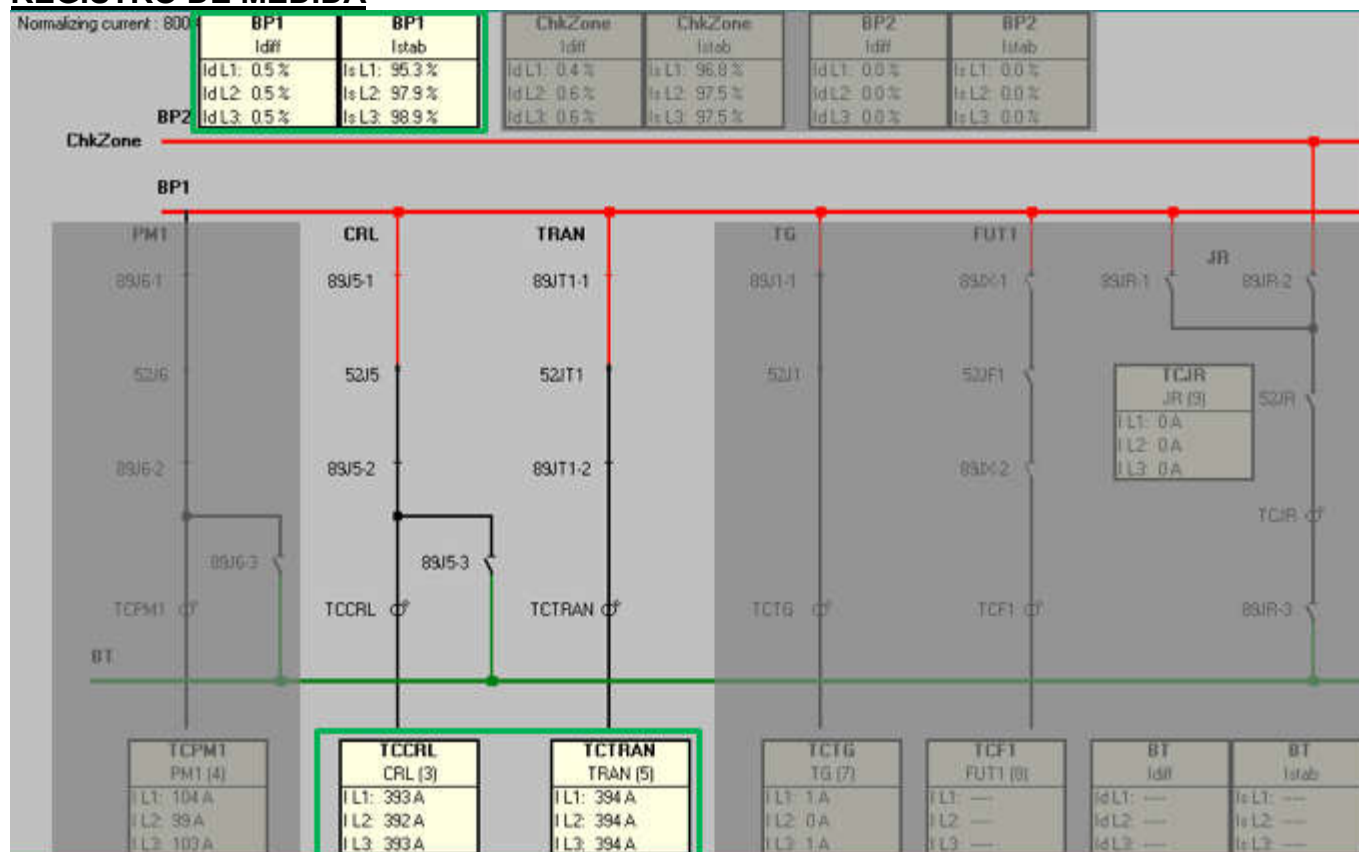 REGISTRO DE MEDIDA
Normalizing current : 800
BP1 BP1 ChkZone ChkZone BP2 BP2
Idiff Istab Idiff Istab Idiff Istab
Id L1: 0.5 % Is L1: 95.3 % Id L1: 0.4 % Is L1: 96.8 % Id L1: 0.0 % Is L1: 0.0 %
Id L2: 0.5 % Is L2: 97.9 % Id L2: 0.6 % Is L2: 97.5 % Id L2: 0.0 % Is L2: 0.0 %
Id L3: 0.5 % Is L3: 98.9 % Id L3: 0.6 % Is L3: 97.5 % Id L3: 0.0 % Is L3: 0.0 %
BP2
ChkZone
BP1
PM1 CRL TRAN TG FUT1 JR
89J6-1 89J5-1 89JT1-1 89J1-1 89JX-1 89JR-1 89JR-2
52J6 52J5 52JT1 52J1 52JF1 52JR
TCJR
JR (9)
I L1: 0 A
I L2: 0 A
I L3: 0 A
89J6-2 89J5-2 89JT1-2 89JX-2
TCJR
89J6-3 89J5-3
TCPM1 TCCRL TCTRAN TCTG TCF1 89JR-3
BT
TCPM1 TCCRL TCTRAN TCTG TCF1 BT BT
PM1 (4) CRL (3) TRAN (5) TG (7) FUT1 (8) Idiff Istab
I L1: 104 A I L1: 393 A I L1: 394 A I L1: 1 A I L1: ---- Id L1: ---- Is L1: ----
I L2: 99 A I L2: 392 A I L2: 394 A I L2: 0 A I L2: ---- Id L2: ---- Is L2: ----
I L3: 103 A I L3: 393 A I L3: 394 A I L3: 1 A I L3: ---- Id L3: ---- Is L3: ----